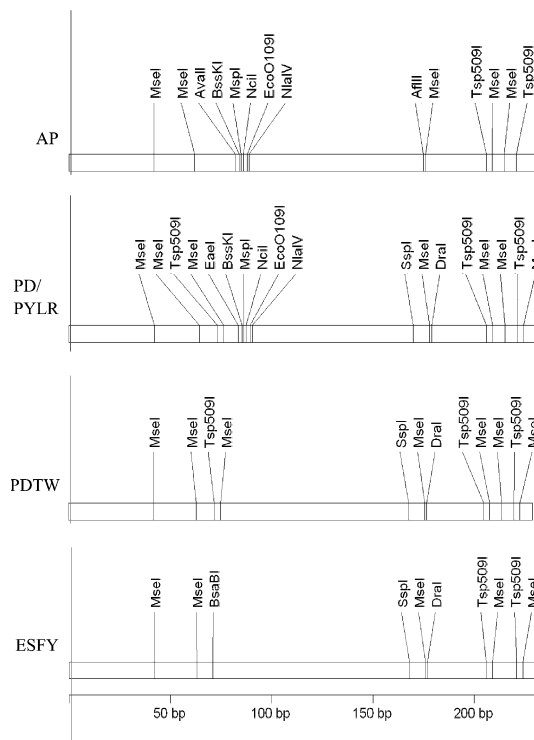 MseI MseI AvaII BssKI MspI NciI EcoO109I NlaIV AflII MseI Tsp509I MseI MseI Tsp509I
AP
MseI MseI Tsp509I MseI EaeI BssKI MspI NciI EcoO109I NlaIV SspI MseI DraI Tsp509I MseI MseI Tsp509I
PD/
PYLR
MseI MseI Tsp509I MseI SspI MseI DraI Tsp509I MseI MseI Tsp509I MseI
PDTW
MseI MseI BsaBI SspI MseI DraI Tsp509I MseI Tsp509I MseI
ESFY
50 bp 100 bp 150 bp 200 bp